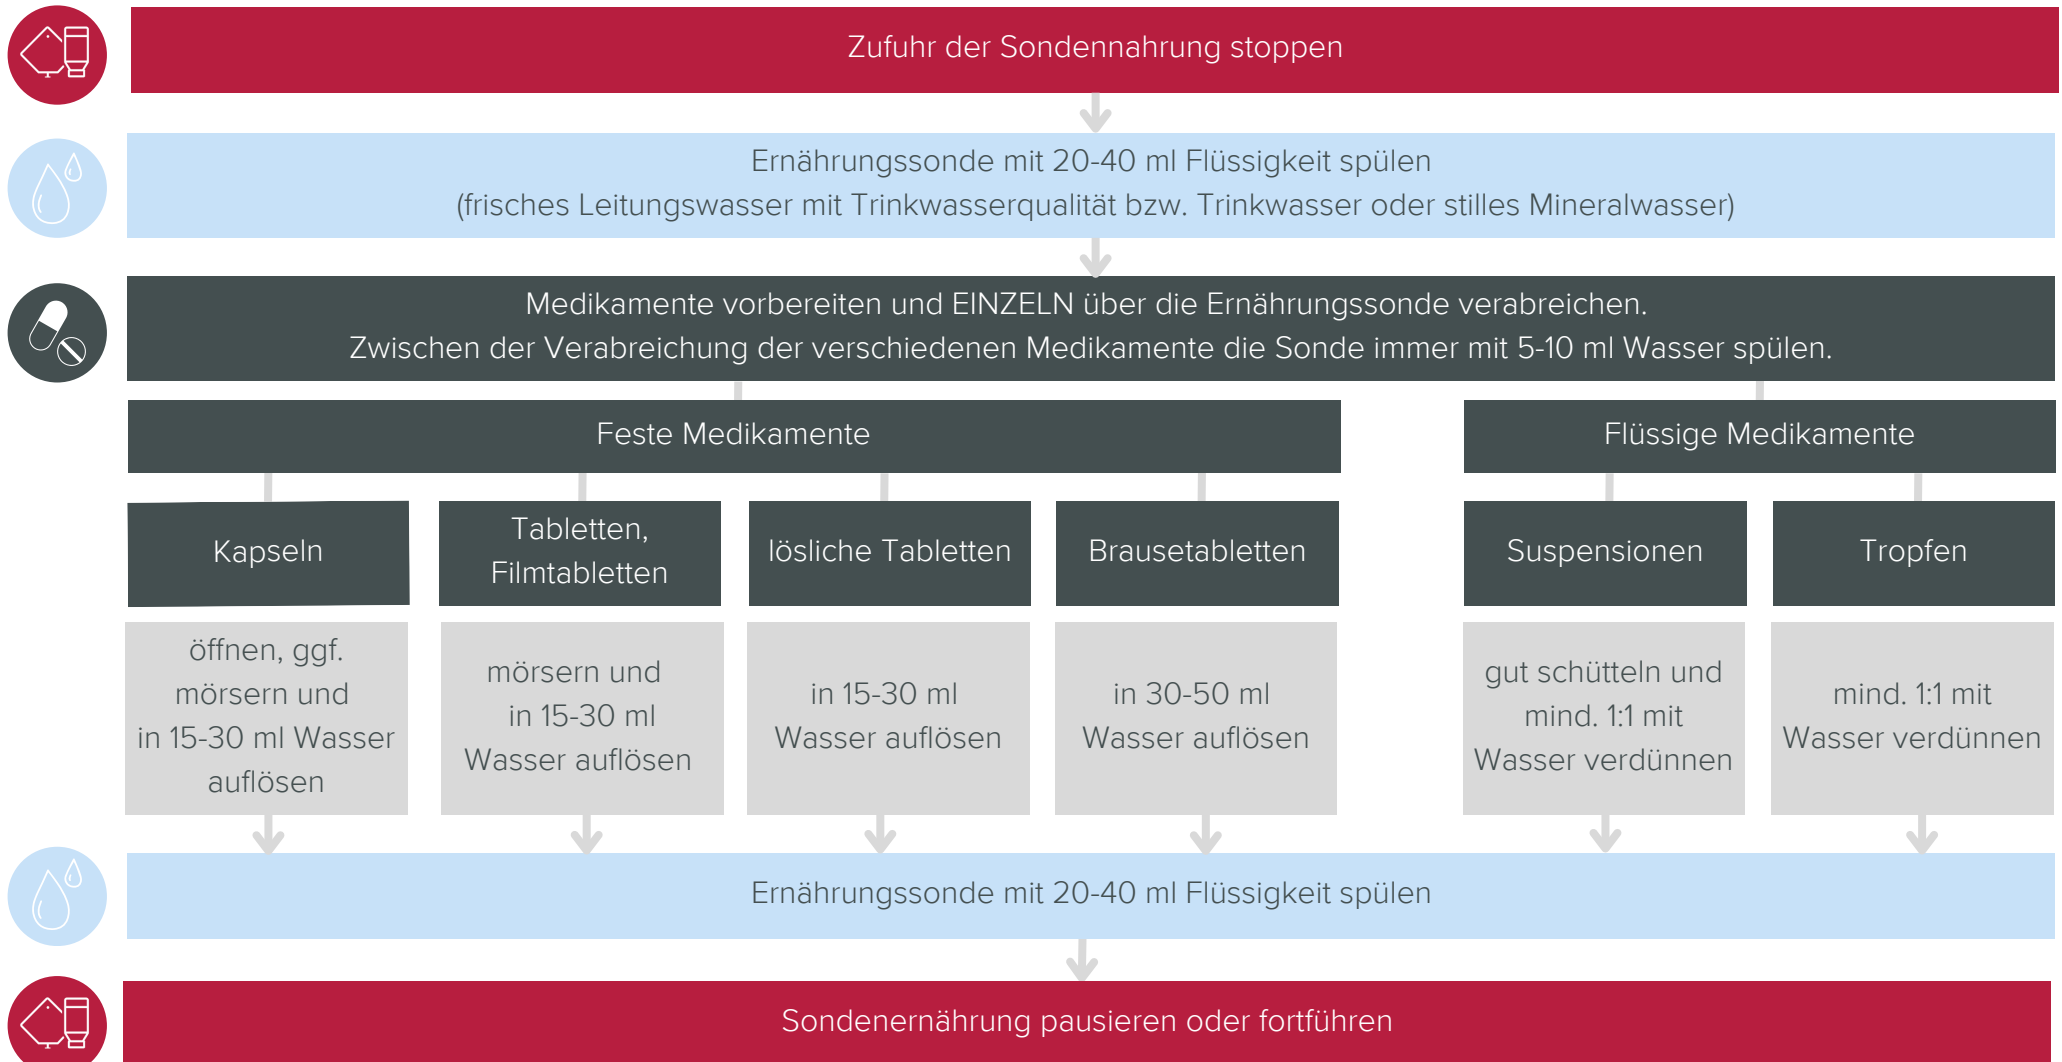 Zufuhr der Sondennahrung stoppen
Ernährungssonde mit 20-40 ml Flüssigkeit spülen
(frisches Leitungswasser mit Trinkwasserqualität bzw. Trinkwasser oder stilles Mineralwasser)
Medikamente vorbereiten und EINZELN über die Ernährungssonde verabreichen.
Zwischen der Verabreichung der verschiedenen Medikamente die Sonde immer mit 5-10 ml Wasser spülen.
Feste Medikamente
Flüssige Medikamente
Kapseln
Tabletten,
Filmtabletten
lösliche Tabletten
Brausetabletten
Suspensionen
Tropfen
öffnen, ggf.
mörsern und
in 15-30 ml Wasser
auflösen
mörsern und
in 15-30 ml
Wasser auflösen
in 15-30 ml
Wasser auflösen
in 30-50 ml
Wasser auflösen
gut schütteln und
mind. 1:1 mit
Wasser verdünnen
mind. 1:1 mit
Wasser verdünnen
Ernährungssonde mit 20-40 ml Flüssigkeit spülen
Sondenernährung pausieren oder fortführen